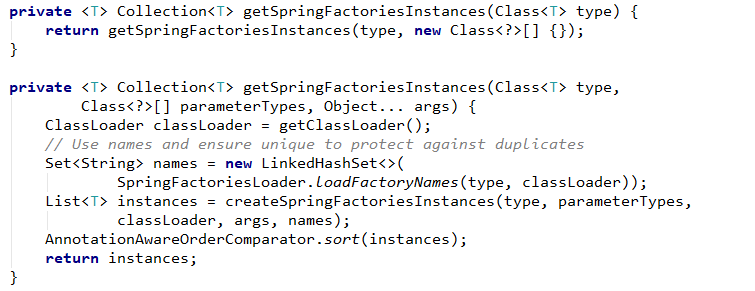 private <T> Collection<T> getSpringFactoriesInstances(Class<T> type) {
    return getSpringFactoriesInstances(type, new Class<?>[] {});
}

private <T> Collection<T> getSpringFactoriesInstances(Class<T> type,
        Class<?>[] parameterTypes, Object... args) {
    ClassLoader classLoader = getClassLoader();
    // Use names and ensure unique to protect against duplicates
    Set<String> names = new LinkedHashSet<>(
            SpringFactoriesLoader.loadFactoryNames(type, classLoader));
    List<T> instances = createSpringFactoriesInstances(type, parameterTypes,
            classLoader, args, names);
    AnnotationAwareOrderComparator.sort(instances);
    return instances;
}